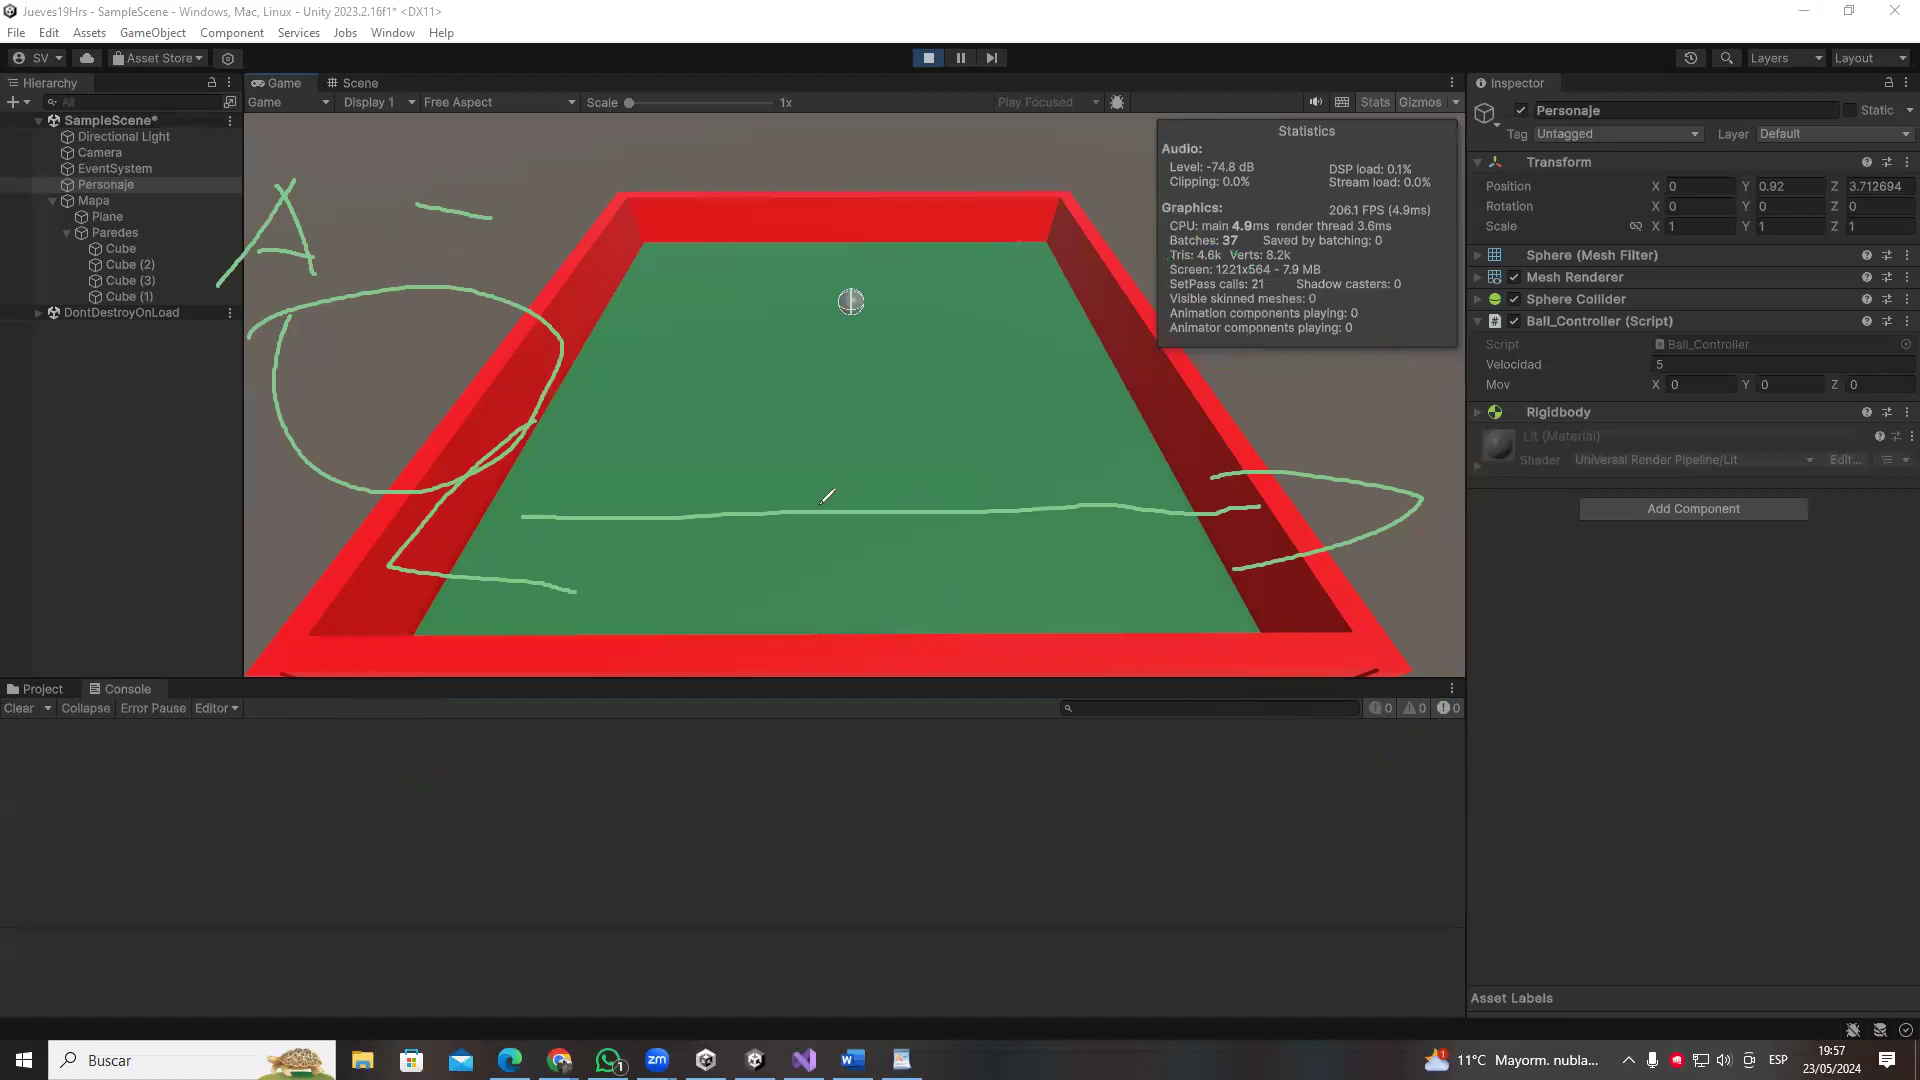 Jueves19Hrs - SampleScene - Windows, Mac, Linux - Unity 2023.2.16f1* <DX11>
File Edit Assets GameObject Component Services Jobs Window Help
SV Asset Store Layers Layout
Hierarchy Game Scene Inspector
All Game Display 1 Free Aspect Scale 1x Play Focused Stats Gizmos
Personaje Static
Tag Untagged Layer Default
SampleScene*
Directional Light
Camera
EventSystem
Personaje
Mapa
Plane
Paredes
Cube
Cube (2)
Cube (3)
Cube (1)
DontDestroyOnLoad
A -
Statistics
Audio:
Level: -74.8 dB DSP load: 0.1%
Clipping: 0.0% Stream load: 0.0%
Graphics: 206.1 FPS (4.9ms)
CPU: main 4.9ms render thread 3.6ms
Batches: 37 Saved by batching: 0
Tris: 4.6k Verts: 8.2k
Screen: 1221x564 - 7.9 MB
SetPass calls: 21 Shadow casters: 0
Visible skinned meshes: 0
Animation components playing: 0
Animator components playing: 0
Transform
Position X 0 Y 0.92 Z 3.712694
Rotation X 0 Y 0 Z 0
Scale X 1 Y 1 Z 1
Sphere (Mesh Filter)
Mesh Renderer
Sphere Collider
Ball_Controller (Script)
Script Ball_Controller
Velocidad 5
Mov X 0 Y 0 Z 0
Rigidbody
Lit (Material)
Shader Universal Render Pipeline/Lit Edit...
Add Component
Project Console
Clear Collapse Error Pause Editor 0 0 0
Asset Labels
Buscar 1 zm 1 11°C Mayorm. nubla... ESP 19:57
23/05/2024